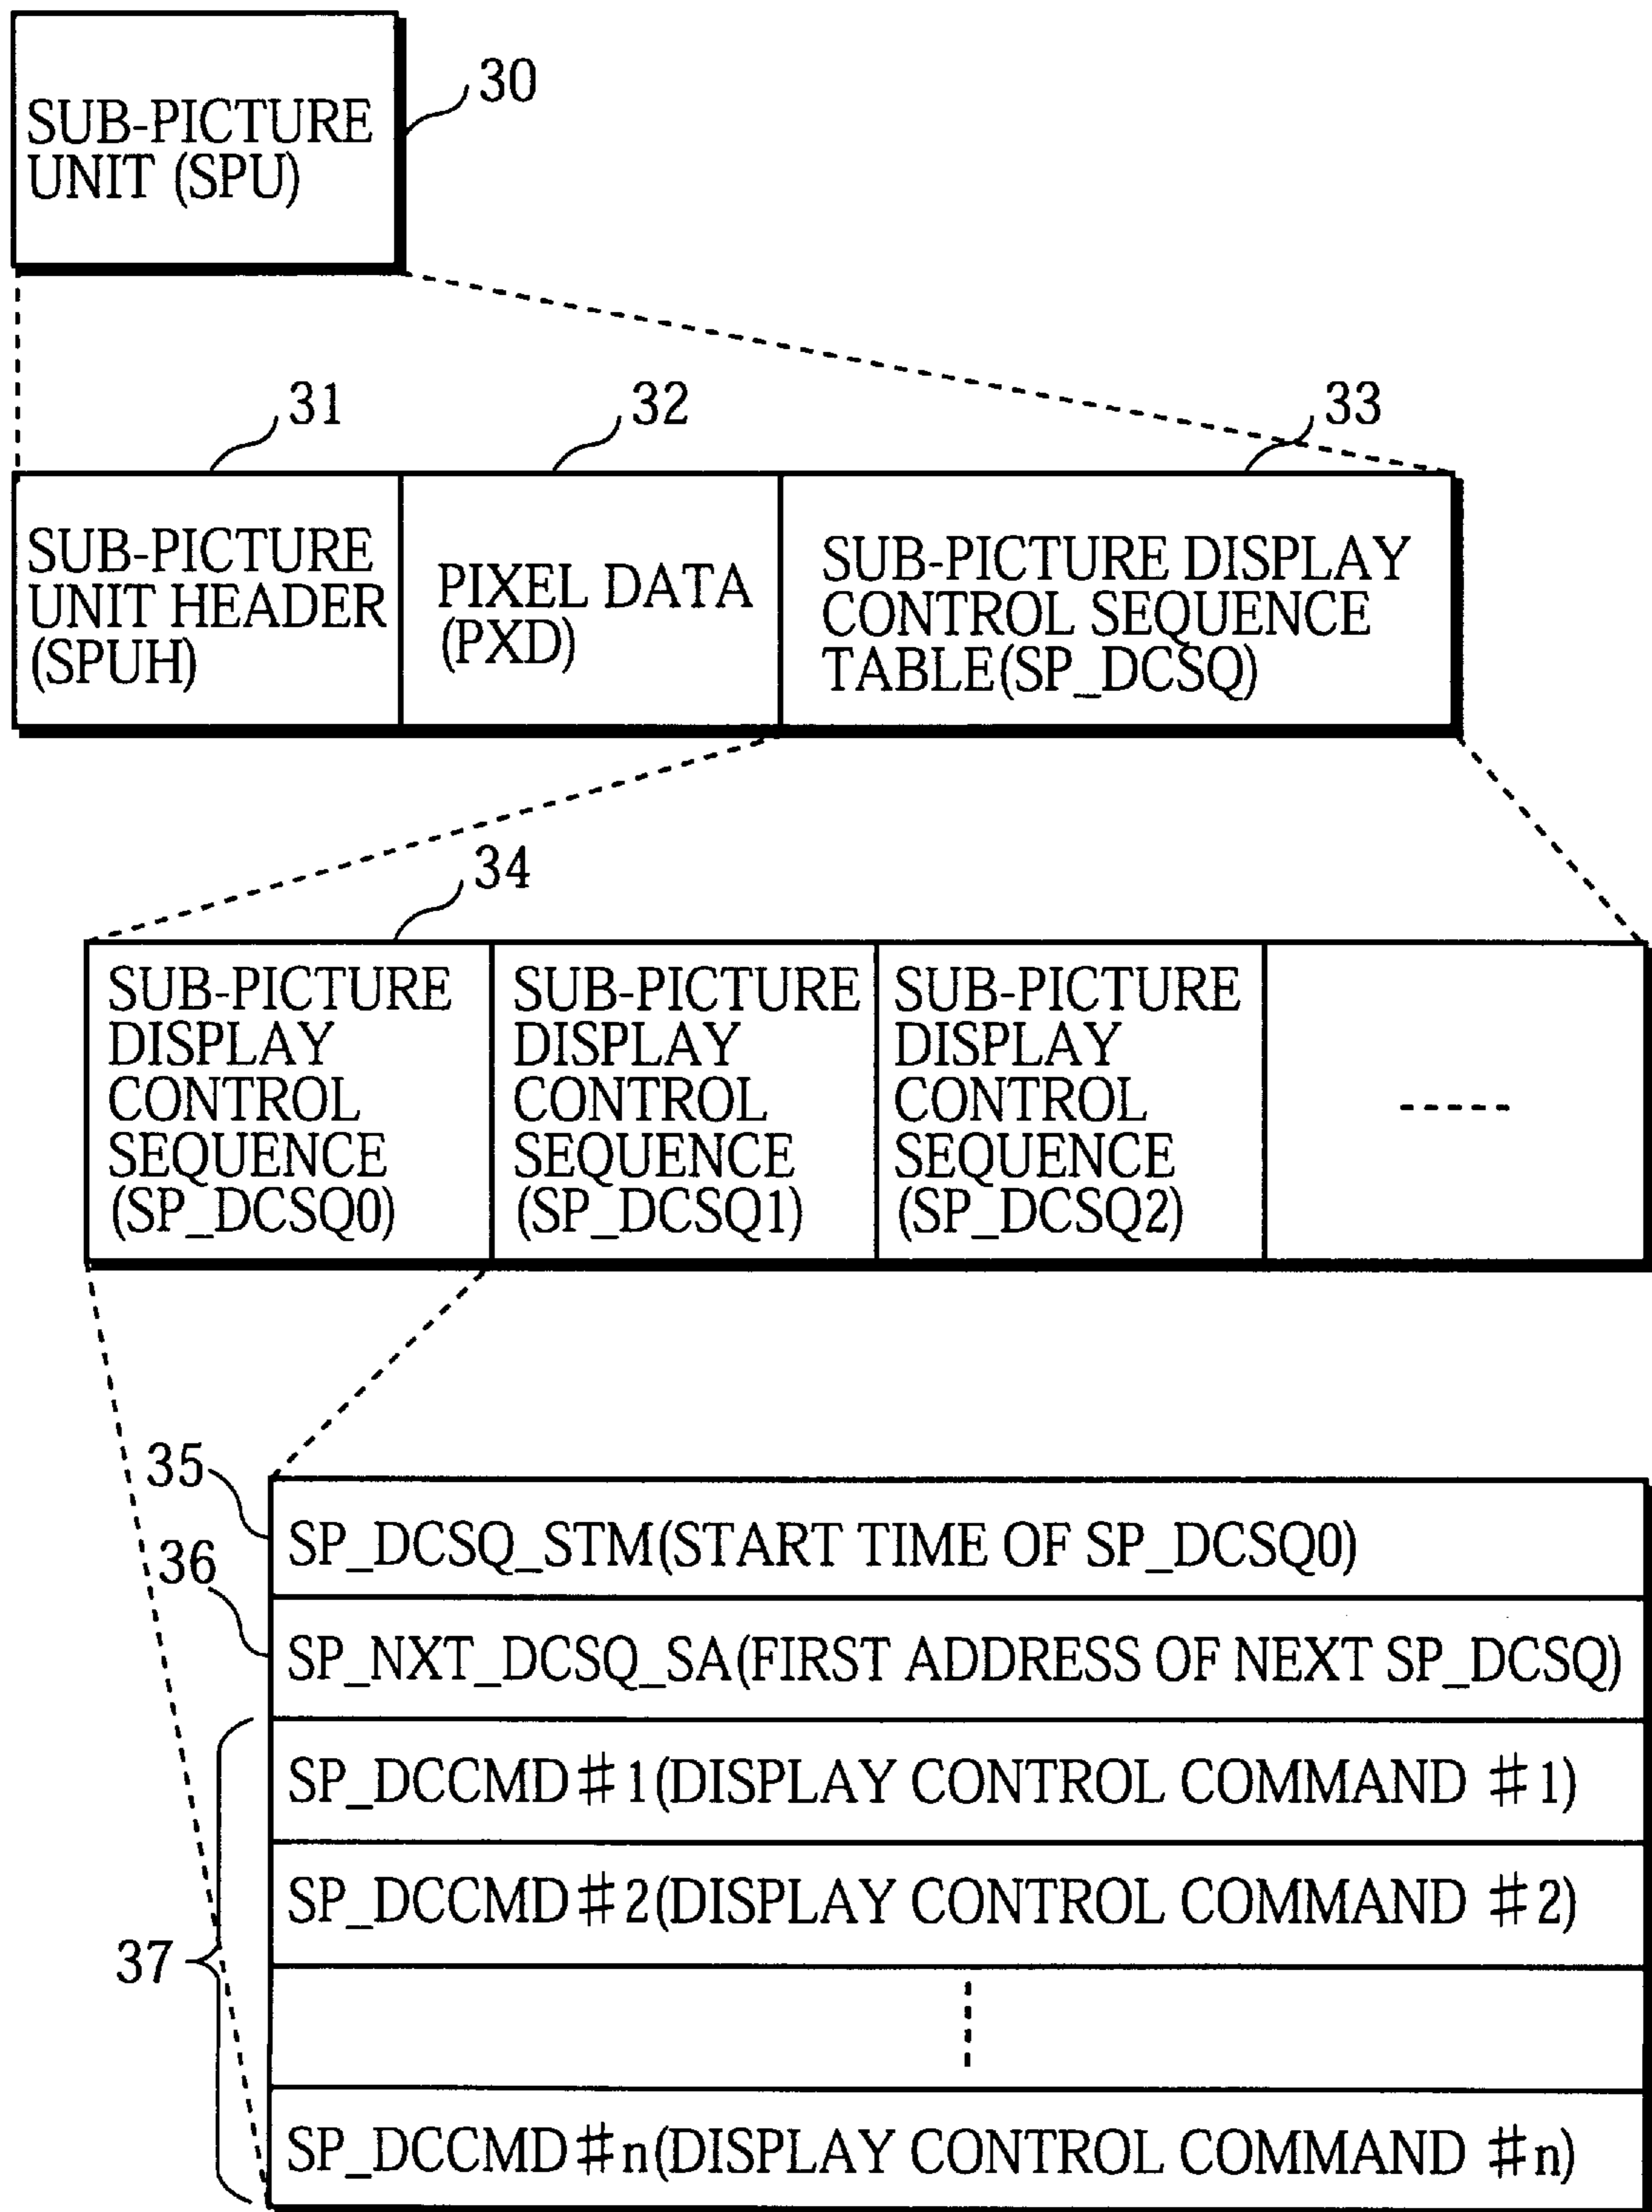 30
SUB-PICTURE
UNIT (SPU)
31
32
33
SUB-PICTURE
UNIT HEADER
(SPUH)
PIXEL DATA
(PXD)
SUB-PICTURE DISPLAY
CONTROL SEQUENCE
TABLE(SP_DCSQ)
34
SUB-PICTURE
DISPLAY
CONTROL
SEQUENCE
(SP_DCSQ0)
SUB-PICTURE
DISPLAY
CONTROL
SEQUENCE
(SP_DCSQ1)
SUB-PICTURE
DISPLAY
CONTROL
SEQUENCE
(SP_DCSQ2)
35
SP_DCSQ_STM(START TIME OF SP_DCSQ0)
36
SP_NXT_DCSQ_SA(FIRST ADDRESS OF NEXT SP_DCSQ)
37
SP_DCCMD#1(DISPLAY CONTROL COMMAND #1)
SP_DCCMD#2(DISPLAY CONTROL COMMAND #2)
SP_DCCMD#n(DISPLAY CONTROL COMMAND #n)